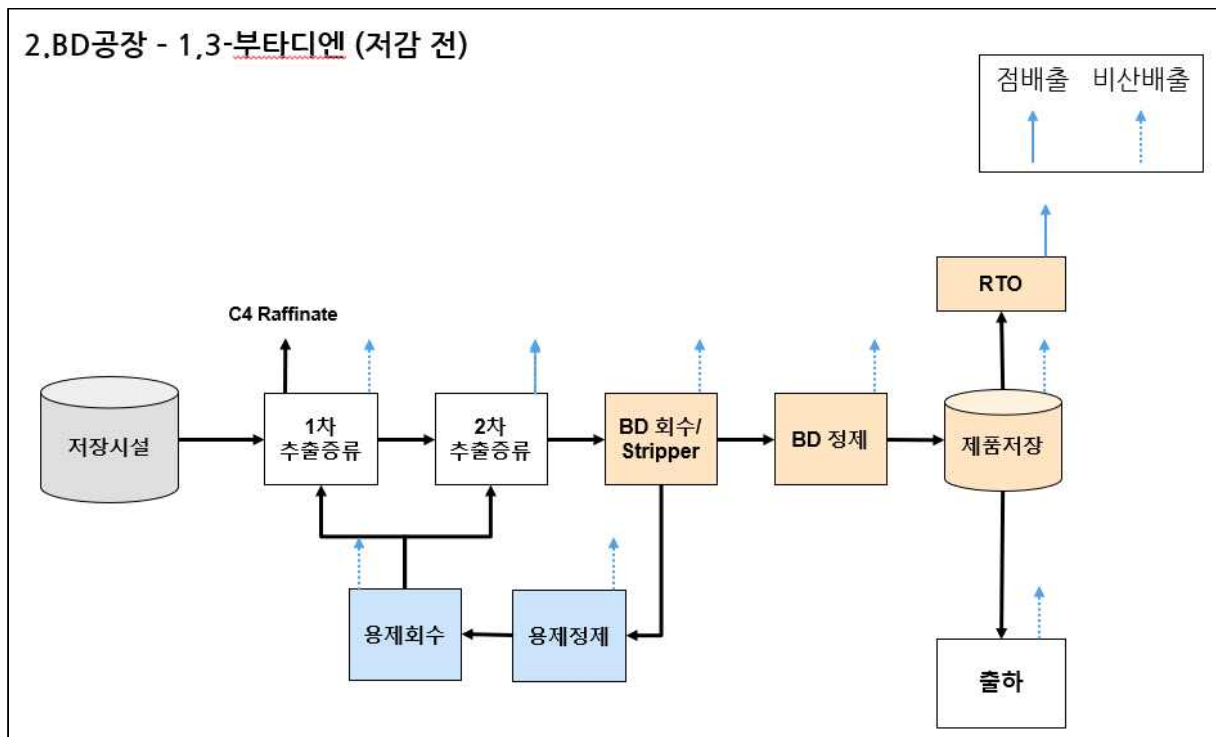 2.BD공장 - 1,3-부타디엔 (저감 전)
점배출 비산배출
RTO
C4 Raffinate
저장시설
1차
추출증류
2차
추출증류
BD 회수/
Stripper
BD 정제
제품저장
용제회수
용제정제
출하